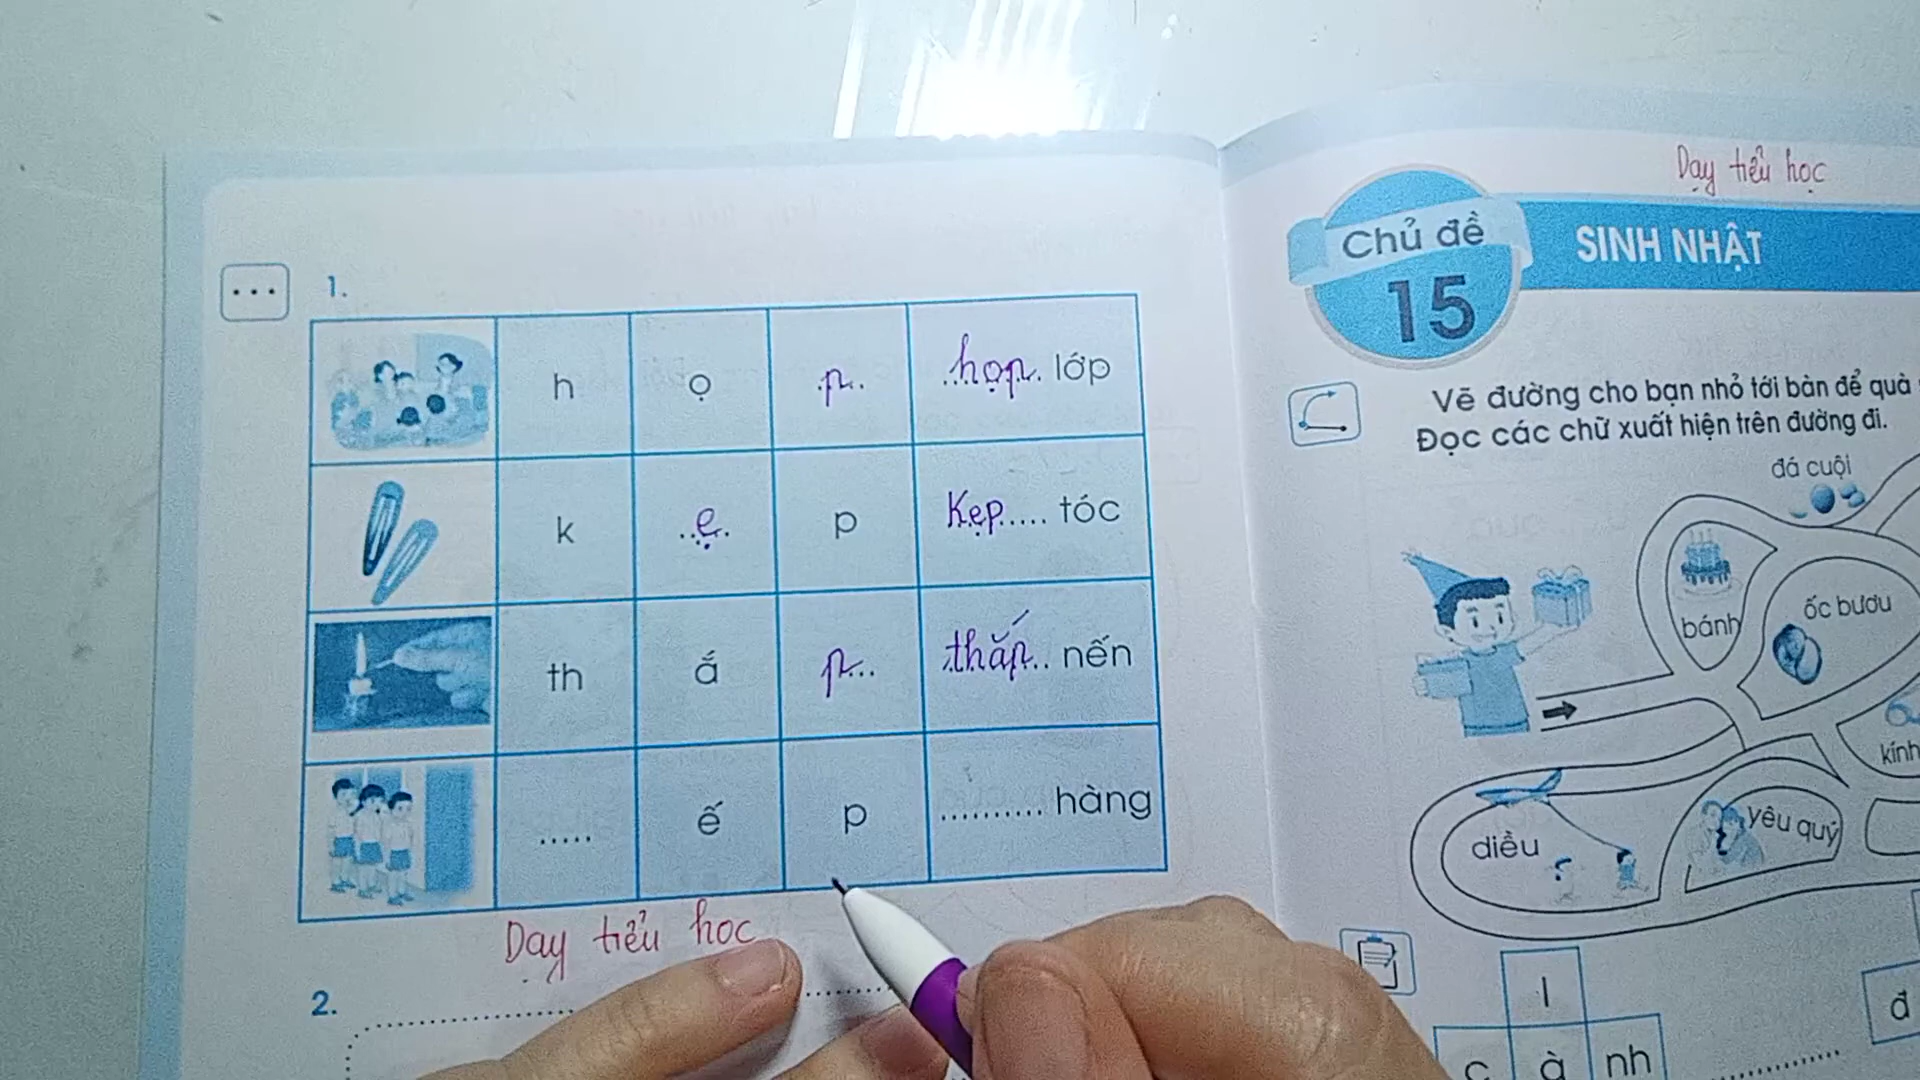 ...
1.
h ọ p họp lớp
k ẹ p Kẹp..... tóc
th ắ p thắp nến
..... ế p .......... hàng
Dạy tiểu học
2.
Dạy tiểu học
Chủ đề
15
SINH NHẬT
Vẽ đường cho bạn nhỏ tới bàn để quà
Đọc các chữ xuất hiện trên đường đi.
đá cuội
bánh
ốc bươu
kính
diều
yêu quý
l
c à nh
đ